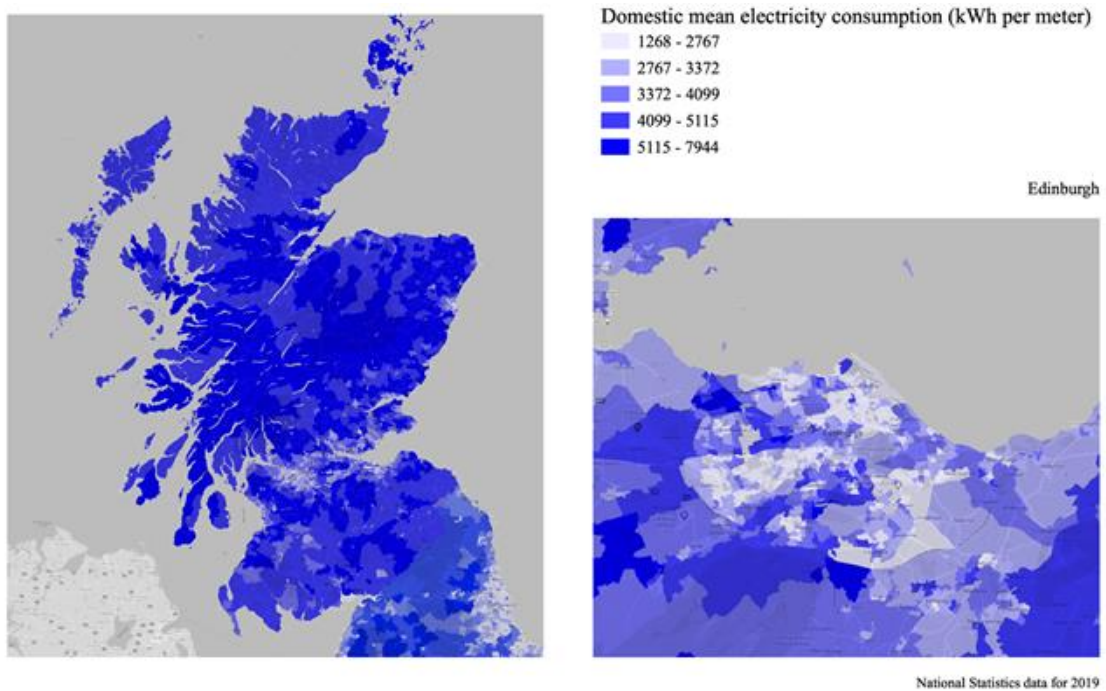 Domestic mean electricity consumption (kWh per meter)
1268 - 2767
2767 - 3372
3372 - 4099
4099 - 5115
5115 - 7944
Edinburgh
National Statistics data for 2019